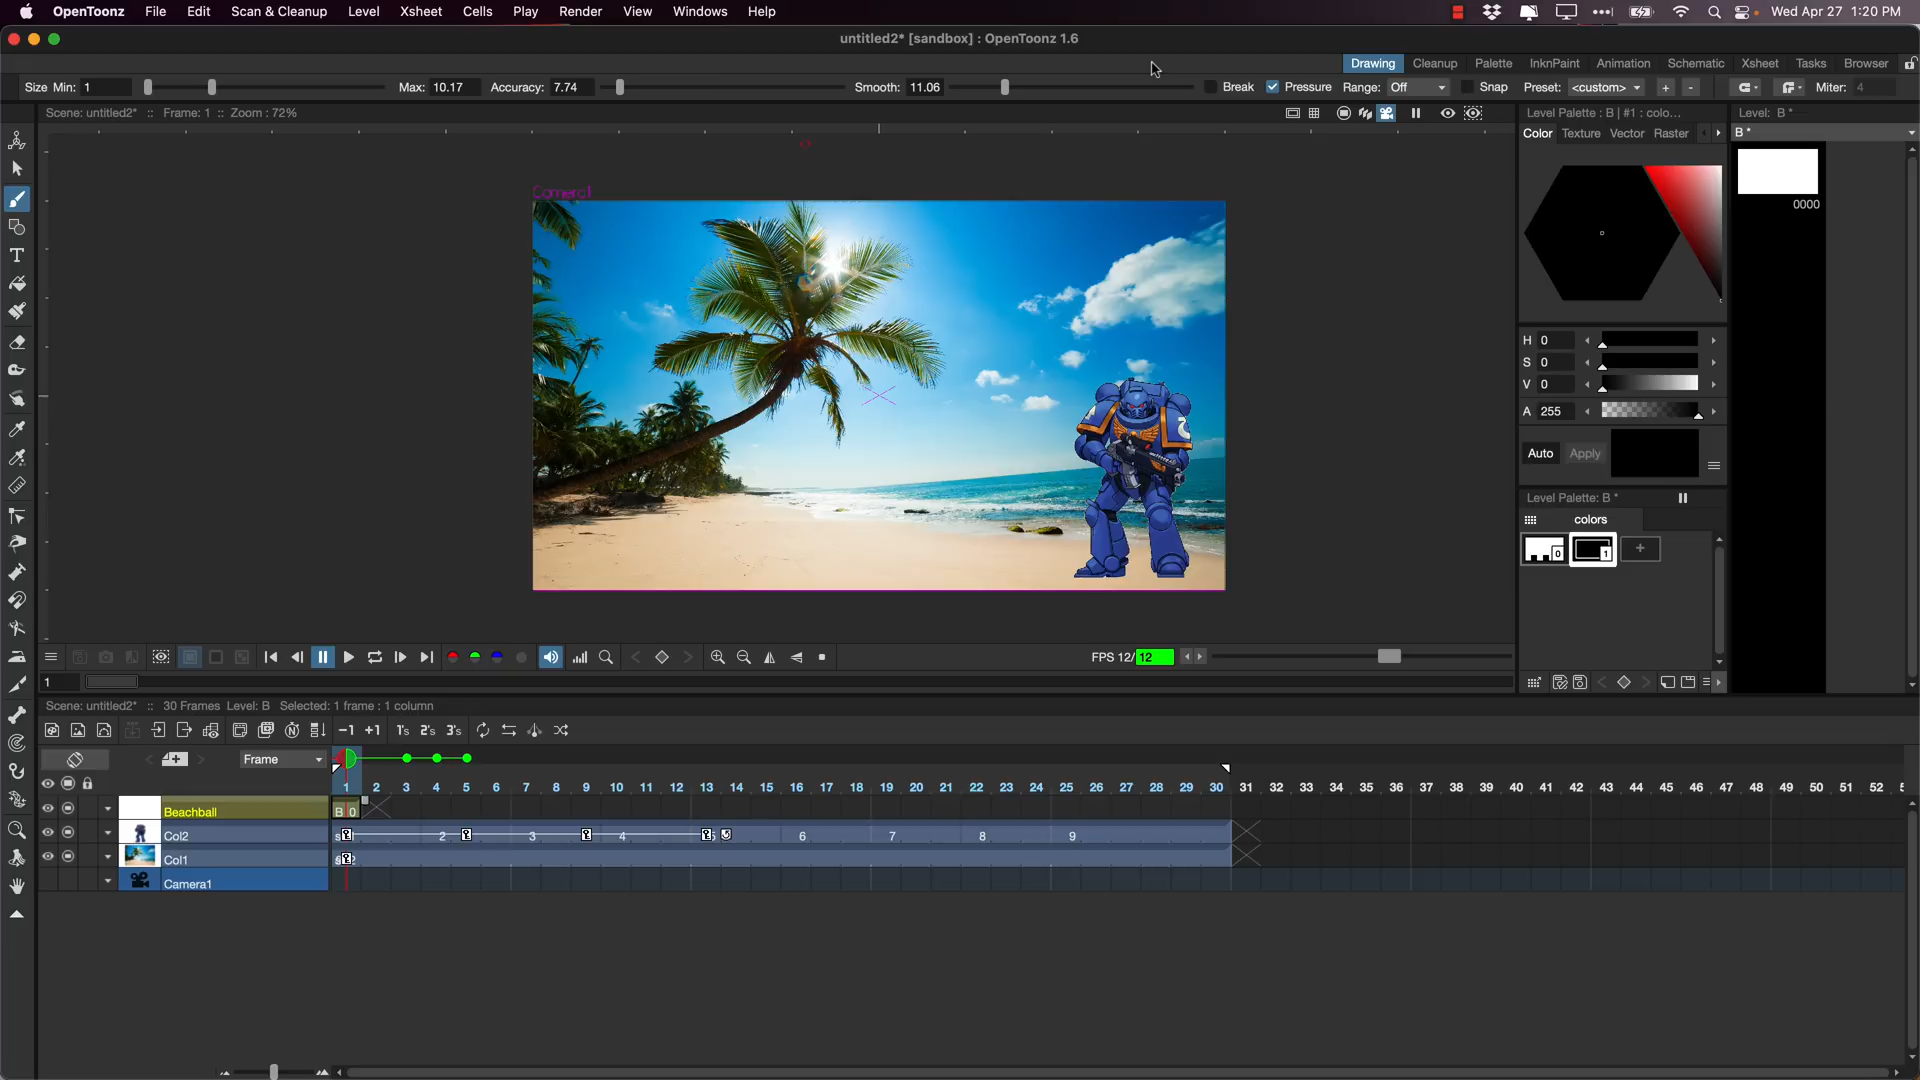 OpenToonz File Edit Scan & Cleanup Level Xsheet Cells Play Render View Windows Help Wed Apr 27 1:20 PM
untitled2* [sandbox] : OpenToonz 1.6
Drawing Cleanup Palette InknPaint Animation Schematic Xsheet Tasks Browser
Size Min: 1 Max: 10.17 Accuracy: 7.74 Smooth: 11.06 Break Pressure Range: Off Snap Preset: <custom> + - Miter: 4
Scene: untitled2* :: Frame: 1 :: Zoom : 72% Level Palette : B | #1 : colo... Level: B *
Color Texture Vector Raster B *
Camera1
0000
H 0
S 0
V 0
A 255
Auto Apply
Level Palette: B *
colors
0 1 +
FPS 12/12
1
Scene: untitled2* :: 30 Frames Level: B Selected: 1 frame : 1 column
-1 +1 1's 2's 3's
Frame
1 2 3 4 5 6 7 8 9 10 11 12 13 14 15 16 17 18 19 20 21 22 23 24 25 26 27 28 29 30 31 32 33 34 35 36 37 38 39 40 41 42 43 44 45 46 47 48 49 50 51 52
Beachball B 0
Col2 2 3 4 6 7 8 9
Col1
Camera1